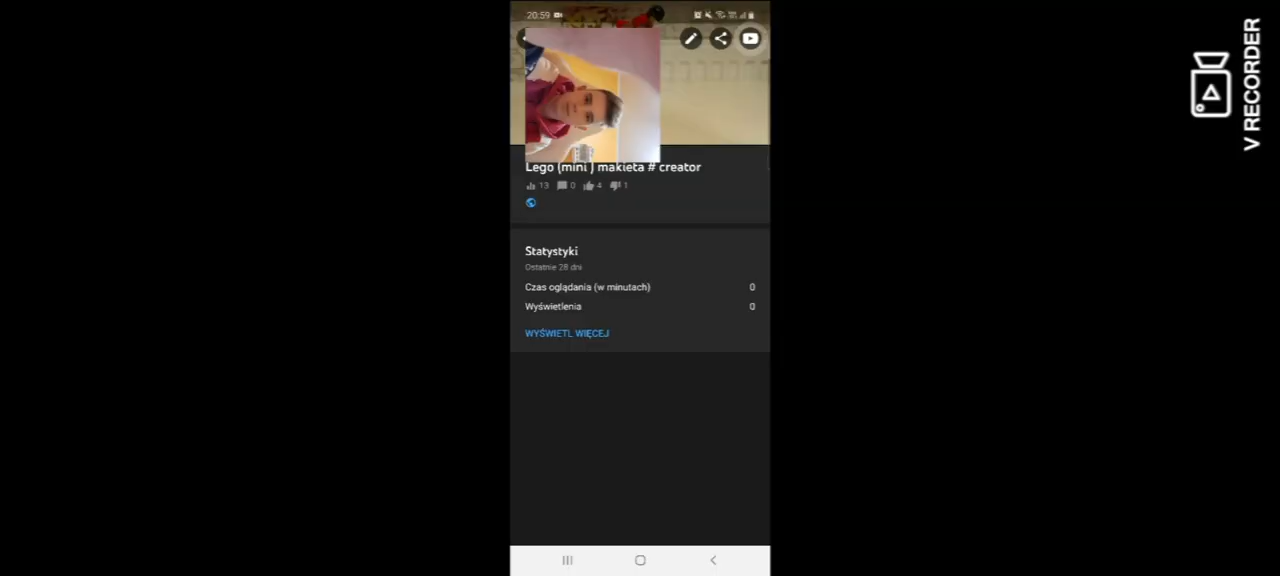 20:59
Lego (mini ) makieta # creator
13 0 4 1
Statystyki
Ostatnie 28 dni
Czas oglądania (w minutach) 0
Wyświetlenia 0
WYŚWIETL WIĘCEJ
V RECORDER